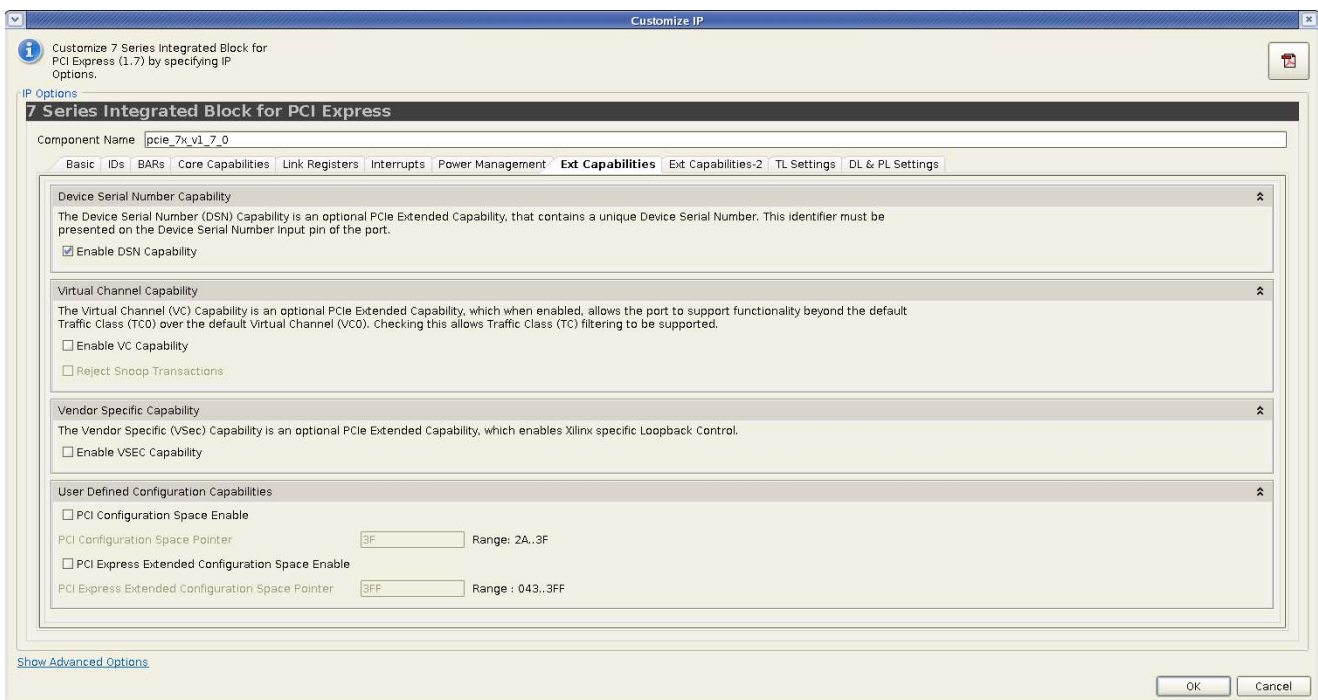 Customize IP
Customize 7 Series Integrated Block for
PCI Express (1.7) by specifying IP
Options.
IP Options
7 Series Integrated Block for PCI Express
Component Name pcie_7x_v1_7_0
Basic IDs BARs Core Capabilities Link Registers Interrupts Power Management Ext Capabilities Ext Capabilities-2 TL Settings DL & PL Settings
Device Serial Number Capability
The Device Serial Number (DSN) Capability is an optional PCIe Extended Capability, that contains a unique Device Serial Number. This identifier must be
presented on the Device Serial Number Input pin of the port.
Enable DSN Capability
Virtual Channel Capability
The Virtual Channel (VC) Capability is an optional PCIe Extended Capability, which when enabled, allows the port to support functionality beyond the default
Traffic Class (TC0) over the default Virtual Channel (VC0). Checking this allows Traffic Class (TC) filtering to be supported.
Enable VC Capability
Reject Snoop Transactions
Vendor Specific Capability
The Vendor Specific (VSec) Capability is an optional PCIe Extended Capability, which enables Xilinx specific Loopback Control.
Enable VSEC Capability
User Defined Configuration Capabilities
PCI Configuration Space Enable
PCI Configuration Space Pointer 3F Range: 2A..3F
PCI Express Extended Configuration Space Enable
PCI Express Extended Configuration Space Pointer 3FF Range : 043..3FF
Show Advanced Options
OK Cancel